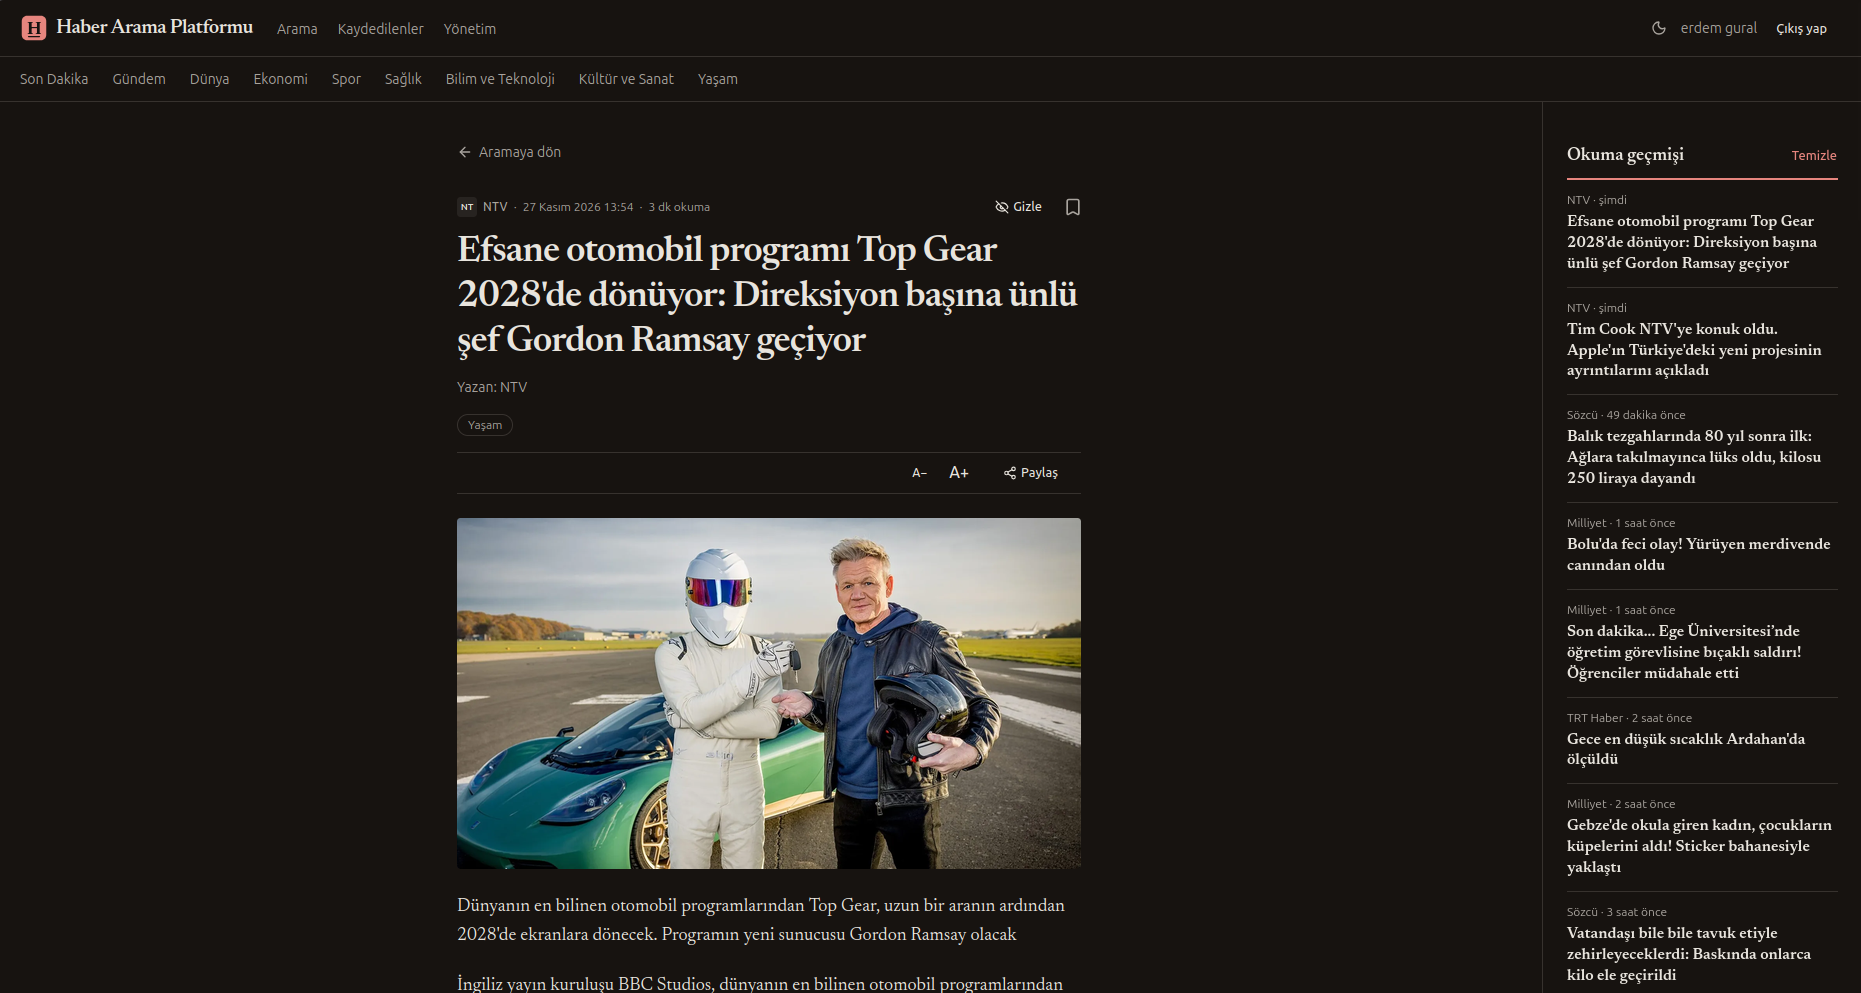 H Haber Arama Platformu Arama Kaydedilenler Yönetim erdem gural Çıkış yap
Son Dakika Gündem Dünya Ekonomi Spor Sağlık Bilim ve Teknoloji Kültür ve Sanat Yaşam
Aramaya dön
NT NTV · 27 Kasım 2026 13:54 · 3 dk okuma Gizle
Efsane otomobil programı Top Gear
2028'de dönüyor: Direksiyon başına ünlü
şef Gordon Ramsay geçiyor
Yazan: NTV
Yaşam
A− A+ Paylaş
stig
Dünyanın en bilinen otomobil programlarından Top Gear, uzun bir aranın ardından
2028'de ekranlara dönecek. Programın yeni sunucusu Gordon Ramsay olacak
İngiliz yayın kuruluşu BBC Studios, dünyanın en bilinen otomobil programlarından
Okuma geçmişi Temizle
NTV · şimdi
Efsane otomobil programı Top Gear
2028'de dönüyor: Direksiyon başına
ünlü şef Gordon Ramsay geçiyor
NTV · şimdi
Tim Cook NTV'ye konuk oldu.
Apple'ın Türkiye'deki yeni projesinin
ayrıntılarını açıkladı
Sözcü · 49 dakika önce
Balık tezgahlarında 80 yıl sonra ilk:
Ağlara takılmayınca lüks oldu, kilosu
250 liraya dayandı
Milliyet · 1 saat önce
Bolu'da feci olay! Yürüyen merdivende
canından oldu
Milliyet · 1 saat önce
Son dakika... Ege Üniversitesi’nde
öğretim görevlisine bıçaklı saldırı!
Öğrenciler müdahale etti
TRT Haber · 2 saat önce
Gece en düşük sıcaklık Ardahan'da
ölçüldü
Milliyet · 2 saat önce
Gebze'de okula giren kadın, çocukların
küpelerini aldı! Sticker bahanesiyle
yaklaştı
Sözcü · 3 saat önce
Vatandaşı bile bile tavuk etiyle
zehirleyeceklerdi: Baskında onlarca
kilo ele geçirildi